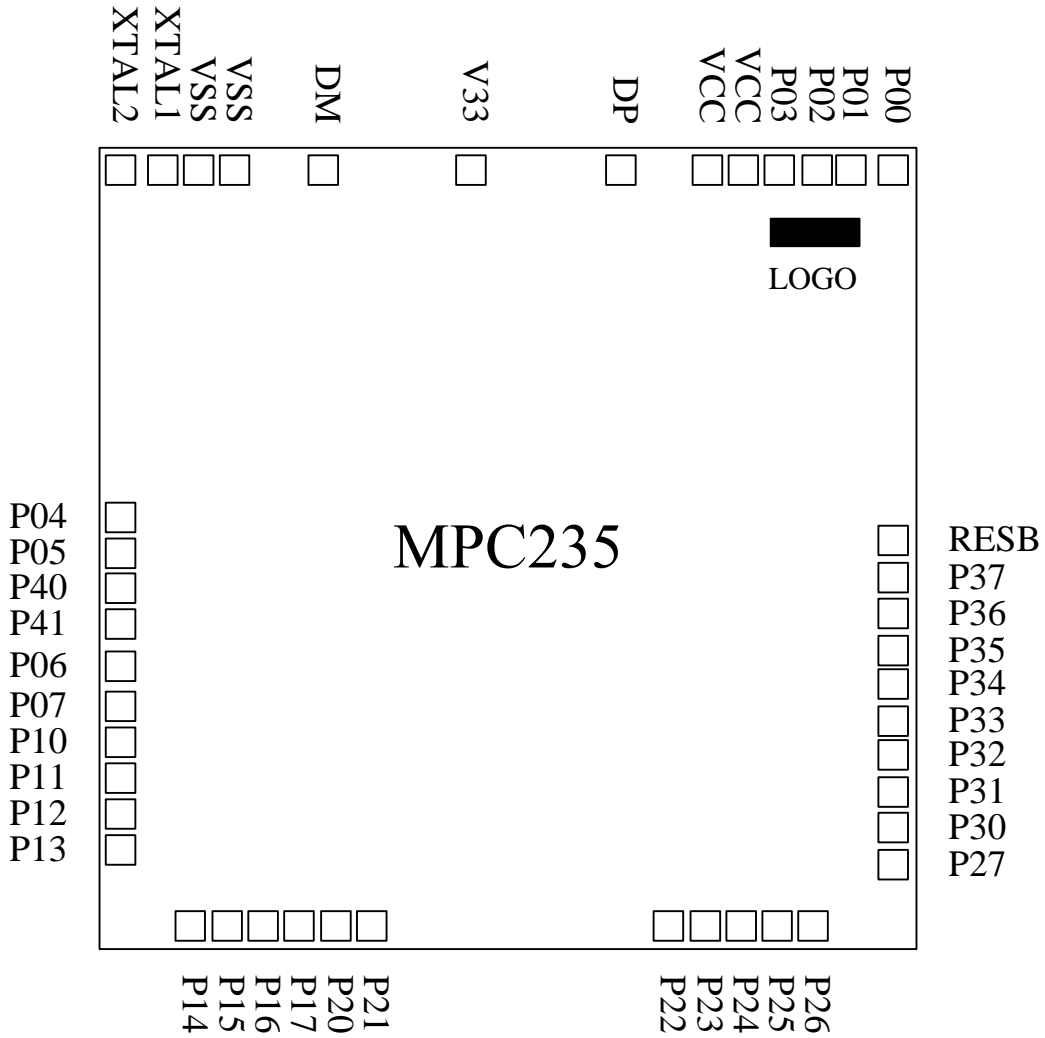 XTAL2 XTAL1 VSS VSS DM V33 DP VCC VCC P03 P02 P01 P00
LOGO
MPC235
P04
P05
P40
P41
P06
P07
P10
P11
P12
P13
RESB
P37
P36
P35
P34
P33
P32
P31
P30
P27
P14 P15 P16 P17 P20 P21 P22 P23 P24 P25 P26